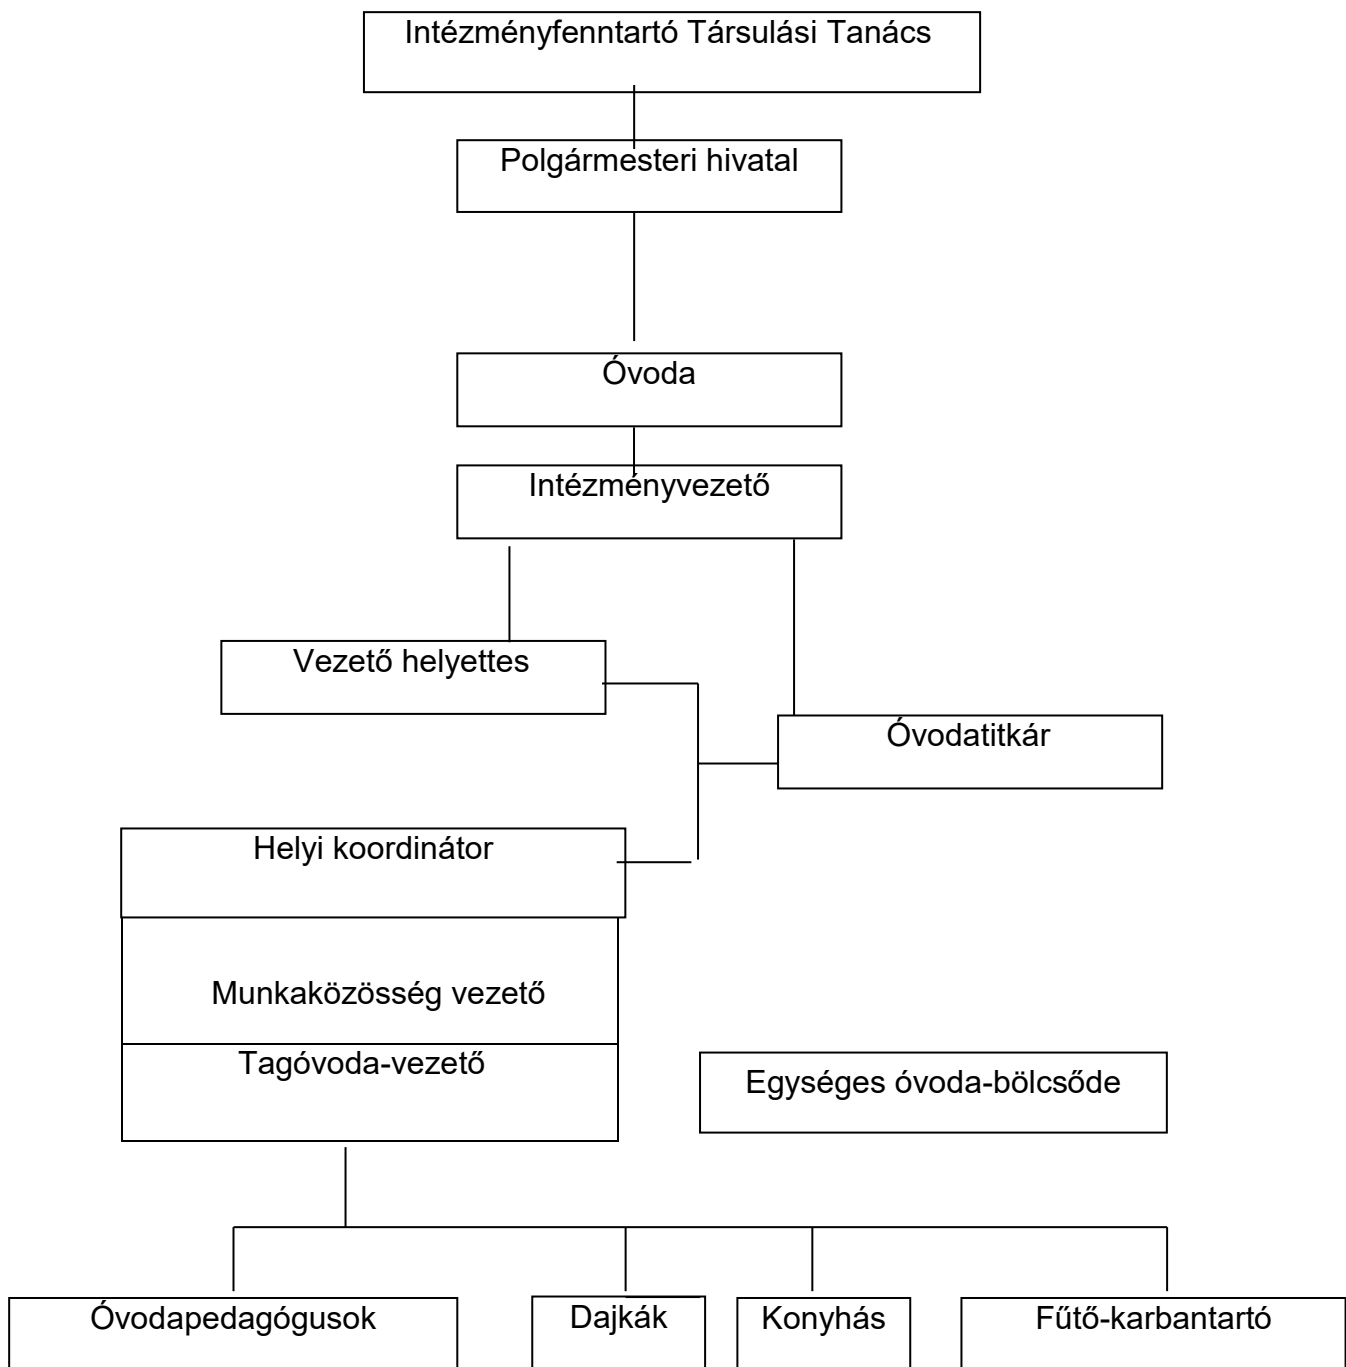 Intézményfenntartó Társulási Tanács
Polgármesteri hivatal
Óvoda
Intézményvezető
Vezető helyettes
Óvodatitkár
Helyi koordinátor
Munkaközösség vezető
Tagóvoda-vezető
Egységes óvoda-bölcsőde
Óvodapedagógusok
Dajkák
Konyhás
Fűtő-karbantartó